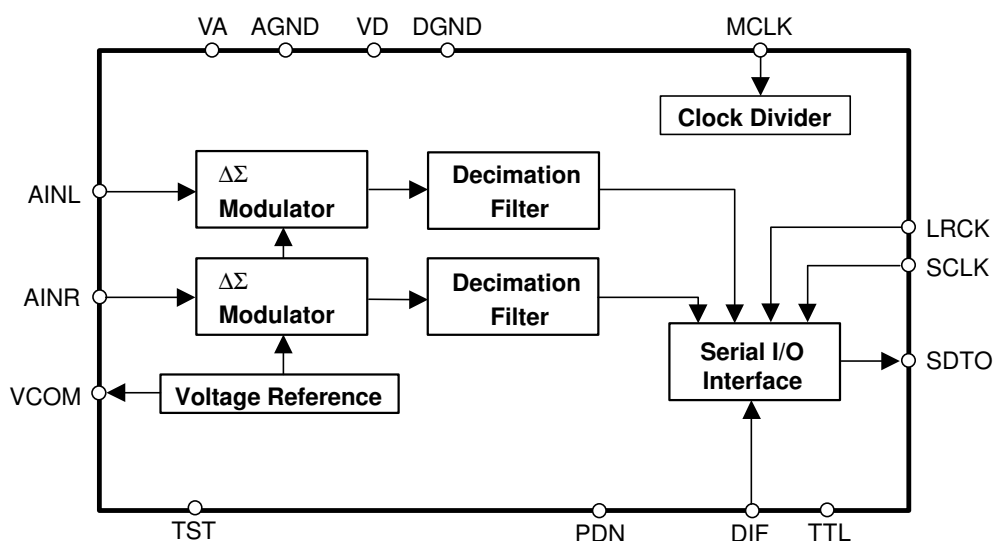 VA AGND VD DGND MCLK
Clock Divider
AINL
ΔΣ
Modulator
Decimation
Filter
LRCK
SCLK
AINR
ΔΣ
Modulator
Decimation
Filter
Serial I/O
Interface
SDTO
VCOM
Voltage Reference
TST PDN DIF TTL